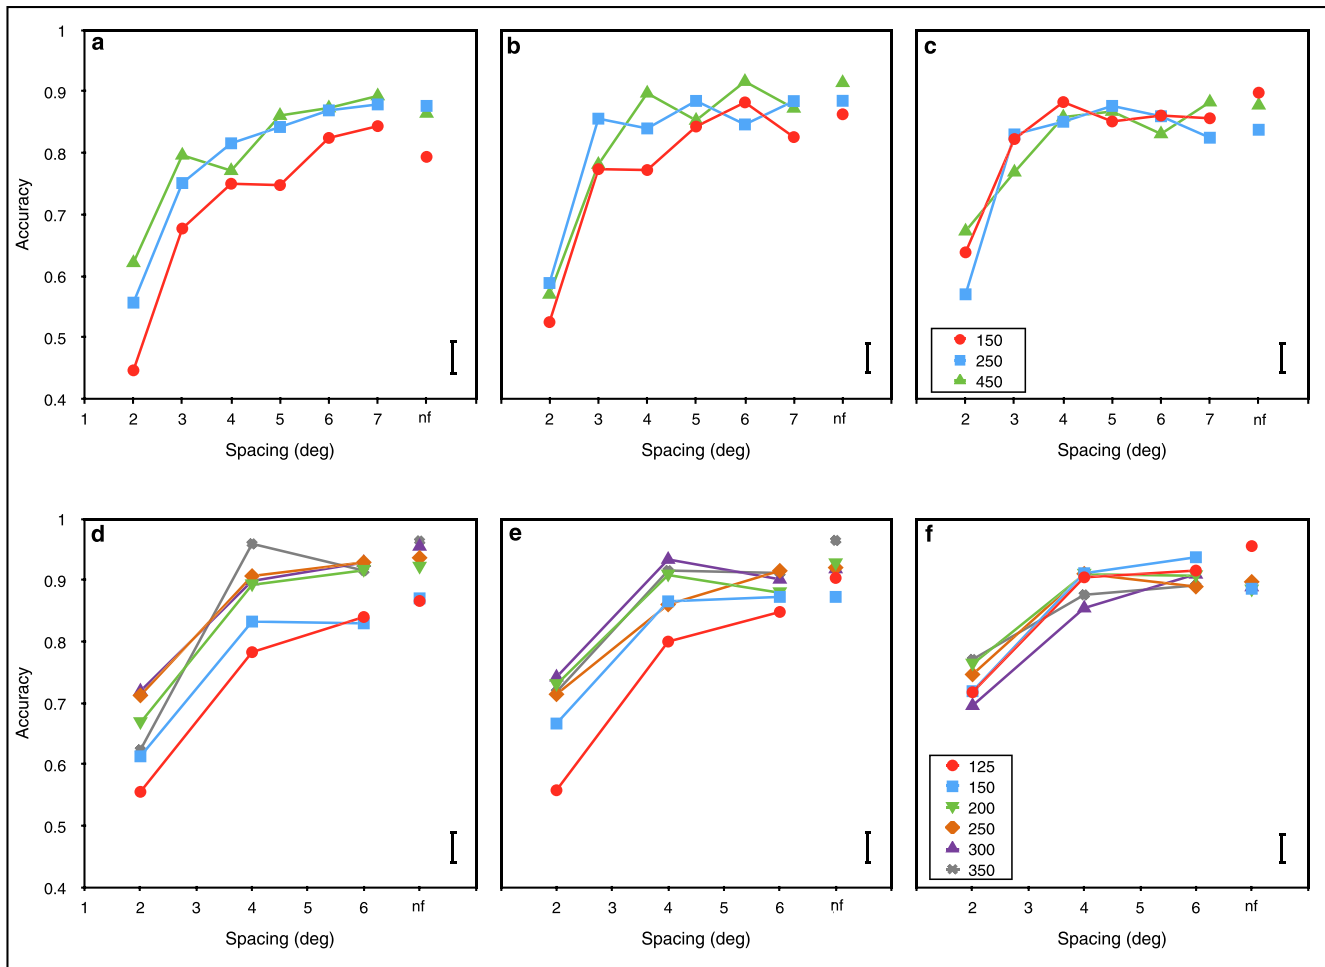 a
b
c
1
0.9
0.8
0.7
0.6
0.5
0.4
Accuracy
150
250
450
1 2 3 4 5 6 7 nf
2 3 4 5 6 7 nf
2 3 4 5 6 7 nf
Spacing (deg)
Spacing (deg)
Spacing (deg)
d
e
f
1
0.9
0.8
0.7
0.6
0.5
0.4
Accuracy
125
150
200
250
300
350
1 2 3 4 5 6 nf
2 3 4 5 6 nf
2 3 4 5 6 nf
Spacing (deg)
Spacing (deg)
Spacing (deg)